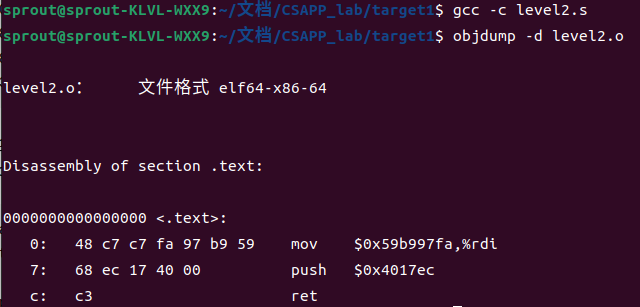 sprout@sprout-KLVL-WXX9:~/文档/CSAPP_lab/target1$ gcc -c level2.s
sprout@sprout-KLVL-WXX9:~/文档/CSAPP_lab/target1$ objdump -d level2.o
level2.o：     文件格式 elf64-x86-64
Disassembly of section .text:
0000000000000000 <.text>:
   0:   48 c7 c7 fa 97 b9 59    mov    $0x59b997fa,%rdi
   7:   68 ec 17 40 00          push   $0x4017ec
   c:   c3                      ret